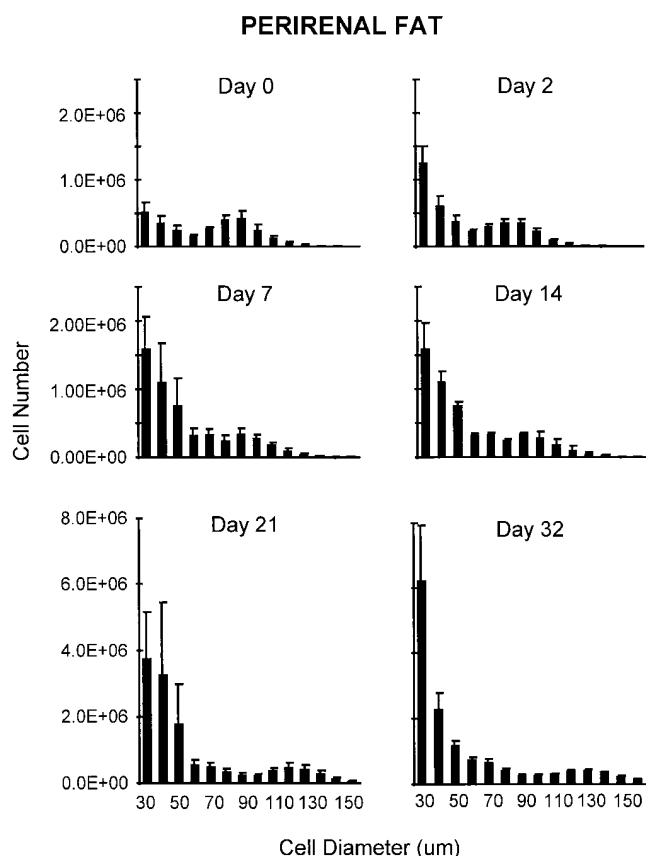 PERIRENAL FAT
Day 0
Day 2
2.0E+06
1.0E+06
0.0E+00
Day 7
Day 14
2.00E+06
1.00E+06
0.00E+00
Cell Number
Day 21
Day 32
8.0E+06
6.0E+06
4.0E+06
2.0E+06
0.0E+00
30 50 70 90 110 130 150
30 50 70 90 110 130 150
Cell Diameter (um)